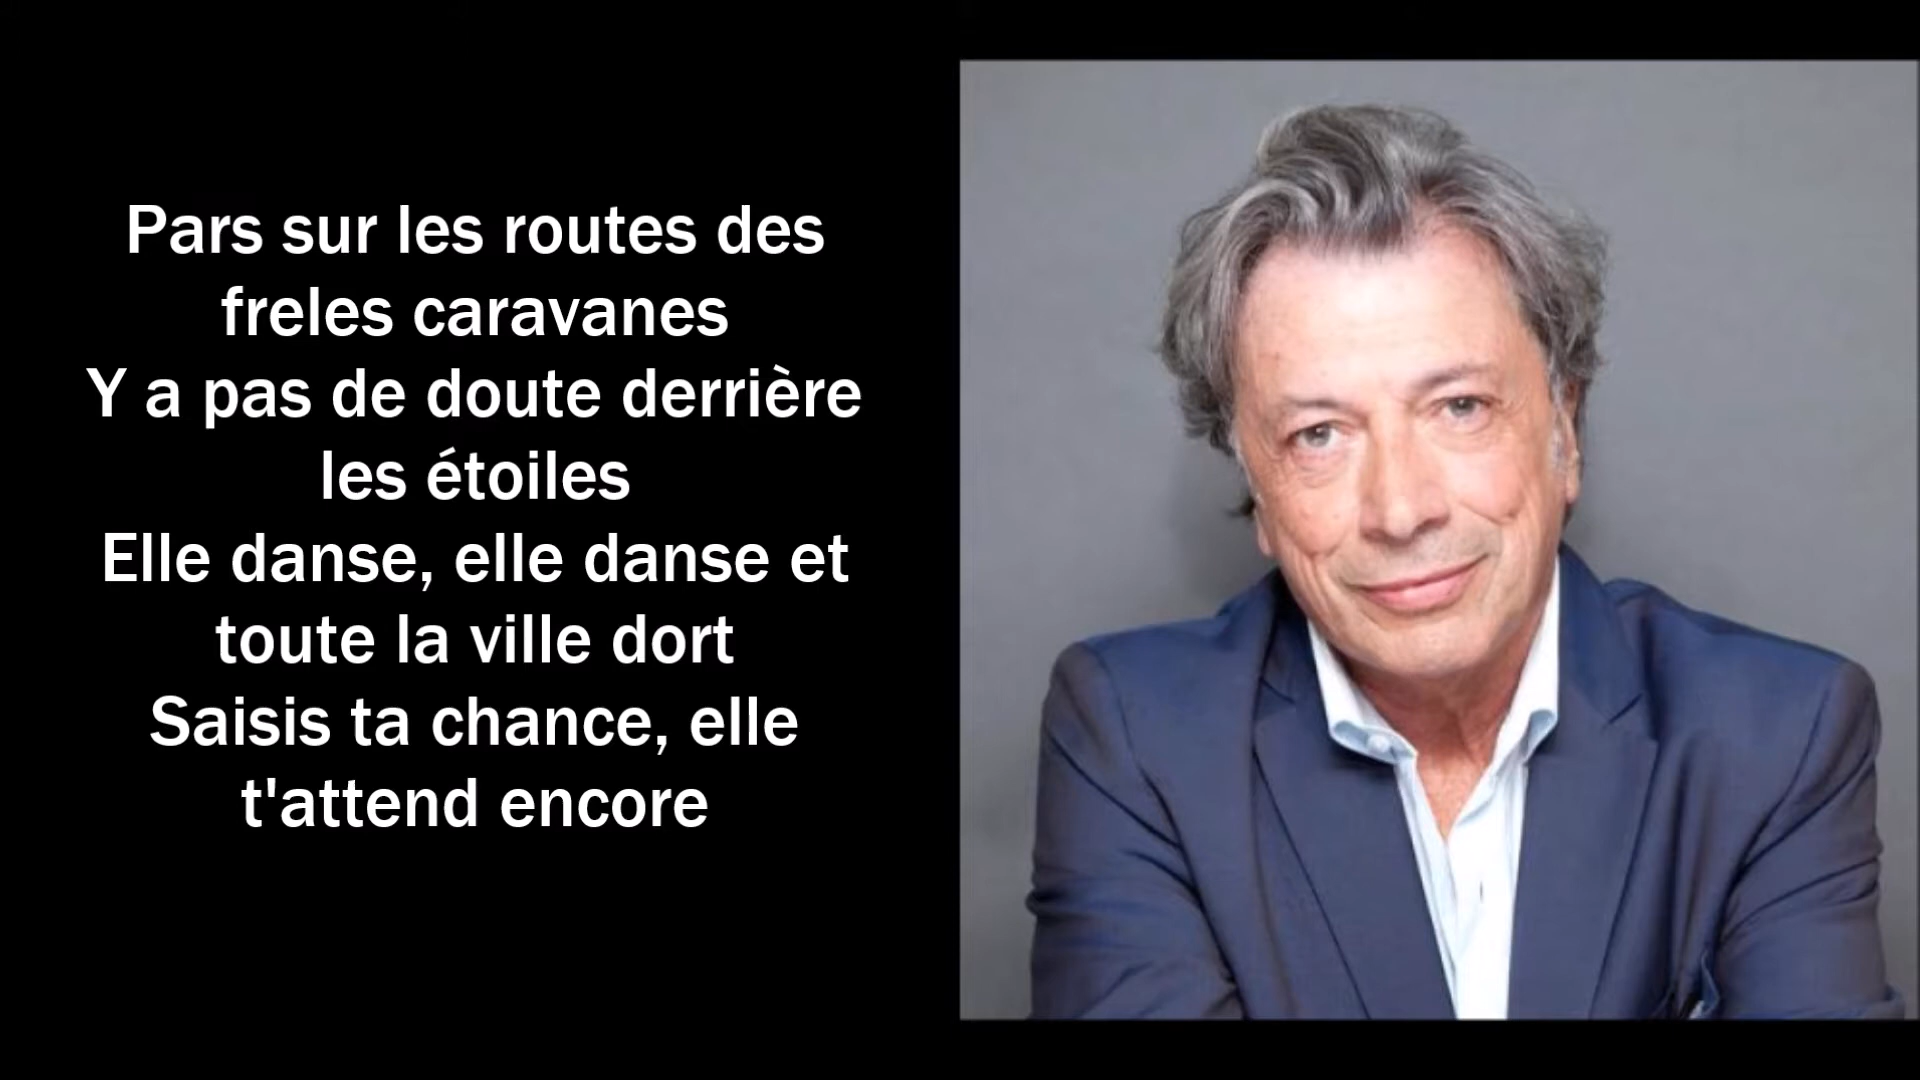 Pars sur les routes des
freles caravanes
Y a pas de doute derrière
les étoiles
Elle danse, elle danse et
toute la ville dort
Saisis ta chance, elle
t'attend encore